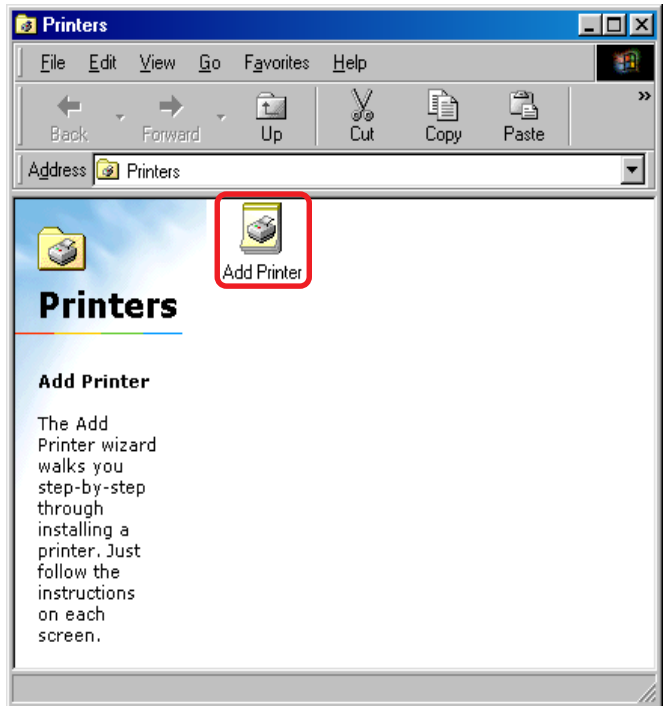 Printers
File Edit View Go Favorites Help
Back Forward Up Cut Copy Paste »
Address Printers
Add Printer
Printers
Add Printer
The Add
Printer wizard
walks you
step-by-step
through
installing a
printer. Just
follow the
instructions
on each
screen.